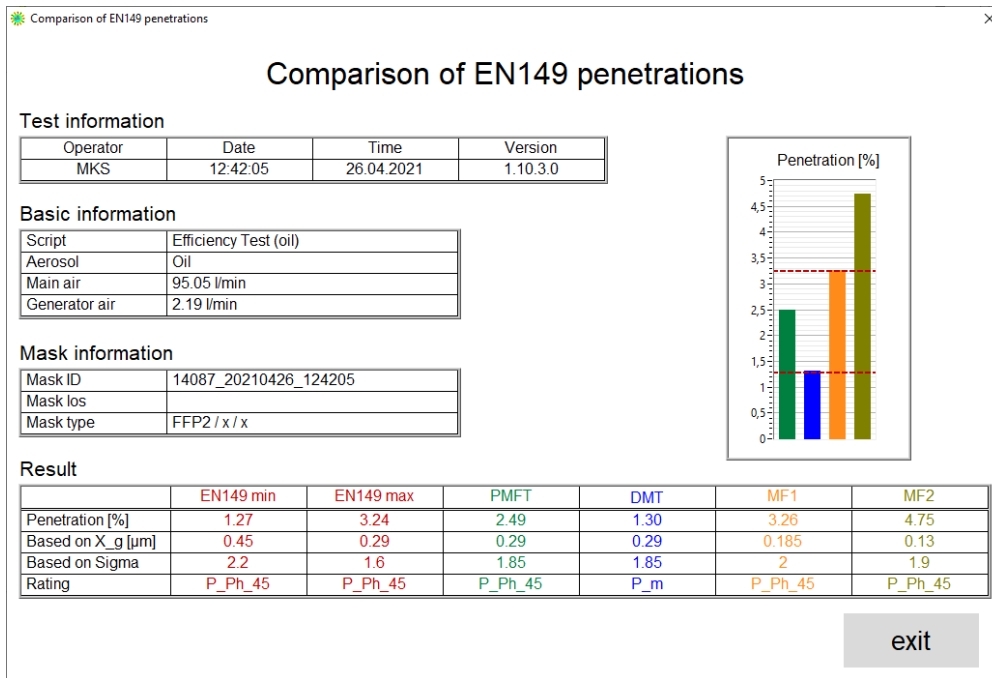 Comparison of EN149 penetrations
Comparison of EN149 penetrations
Test information
Operator Date Time Version
MKS 12:42:05 26.04.2021 1.10.3.0
Basic information
Script Efficiency Test (oil)
Aerosol Oil
Main air 95.05 l/min
Generator air 2.19 l/min
Mask information
Mask ID 14087_20210426_124205
Mask los
Mask type FFP2 / x / x
Penetration [%]
5
4,5
4
3,5
3
2,5
2
1,5
1
0,5
0
Result
EN149 min EN149 max PMFT DMT MF1 MF2
Penetration [%] 1.27 3.24 2.49 1.30 3.26 4.75
Based on X_g [µm] 0.45 0.29 0.29 0.29 0.185 0.13
Based on Sigma 2.2 1.6 1.85 1.85 2 1.9
Rating P_Ph_45 P_Ph_45 P_Ph_45 P_m P_Ph_45 P_Ph_45
exit